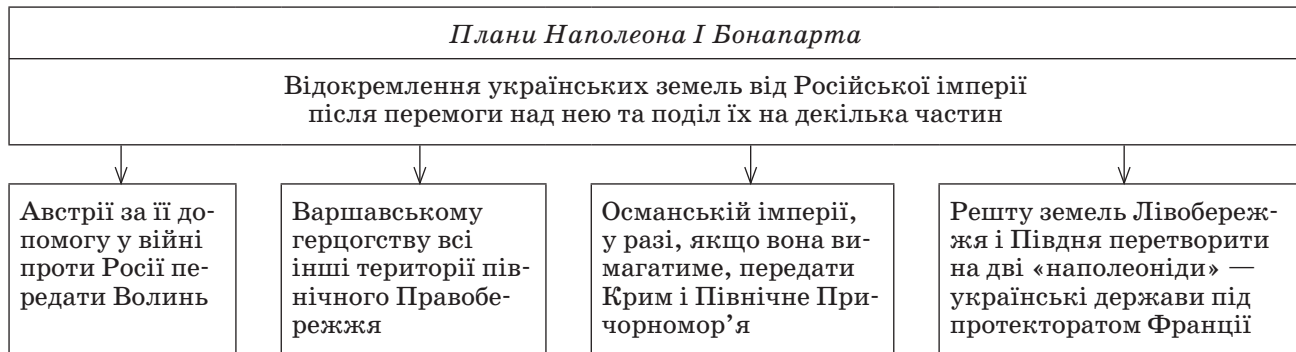 Плани Наполеона І Бонапарта
Відокремлення українських земель від Російської імперії
після перемоги над нею та поділ їх на декілька частин
Австрії за її до-
помогу у війні
проти Росії пе-
редати Волинь
Варшавському
герцогству всі
інші території пів-
нічного Правобе-
режжя
Османській імперії,
у разі, якщо вона ви-
магатиме, передати
Крим і Північне При-
чорномор’я
Решту земель Лівобереж-
жя і Півдня перетворити
на дві «наполеоніди» —
українські держави під
протекторатом Франції